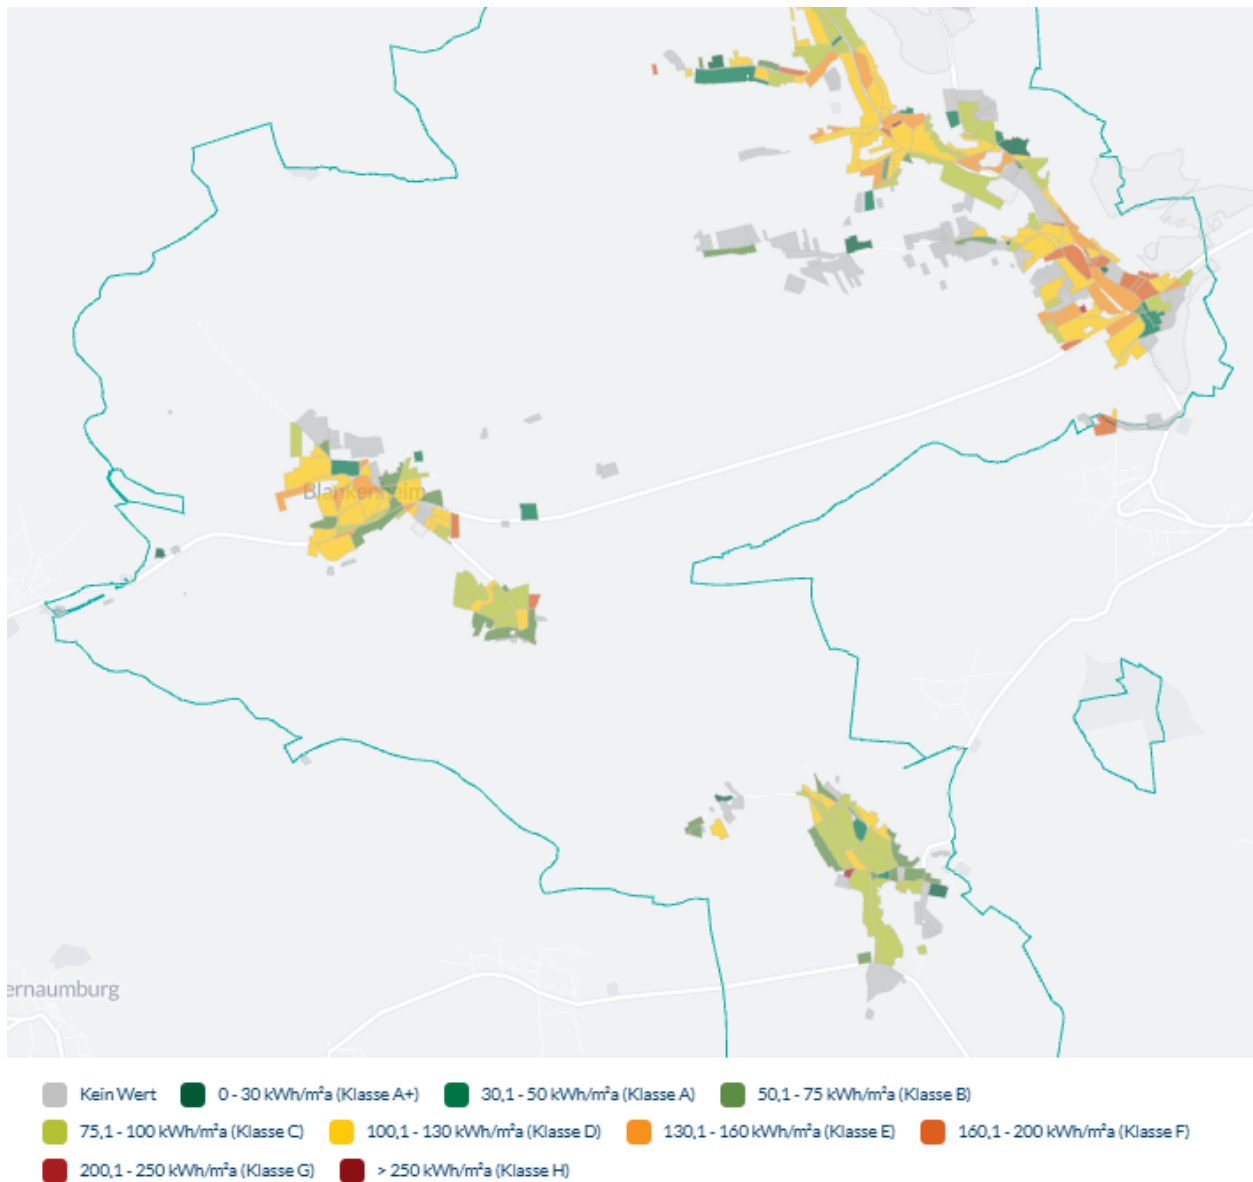 Blankenheim
ernaumburg
Kein Wert 0 - 30 kWh/m²a (Klasse A+) 30,1 - 50 kWh/m²a (Klasse A) 50,1 - 75 kWh/m²a (Klasse B)
75,1 - 100 kWh/m²a (Klasse C) 100,1 - 130 kWh/m²a (Klasse D) 130,1 - 160 kWh/m²a (Klasse E) 160,1 - 200 kWh/m²a (Klasse F)
200,1 - 250 kWh/m²a (Klasse G) > 250 kWh/m²a (Klasse H)